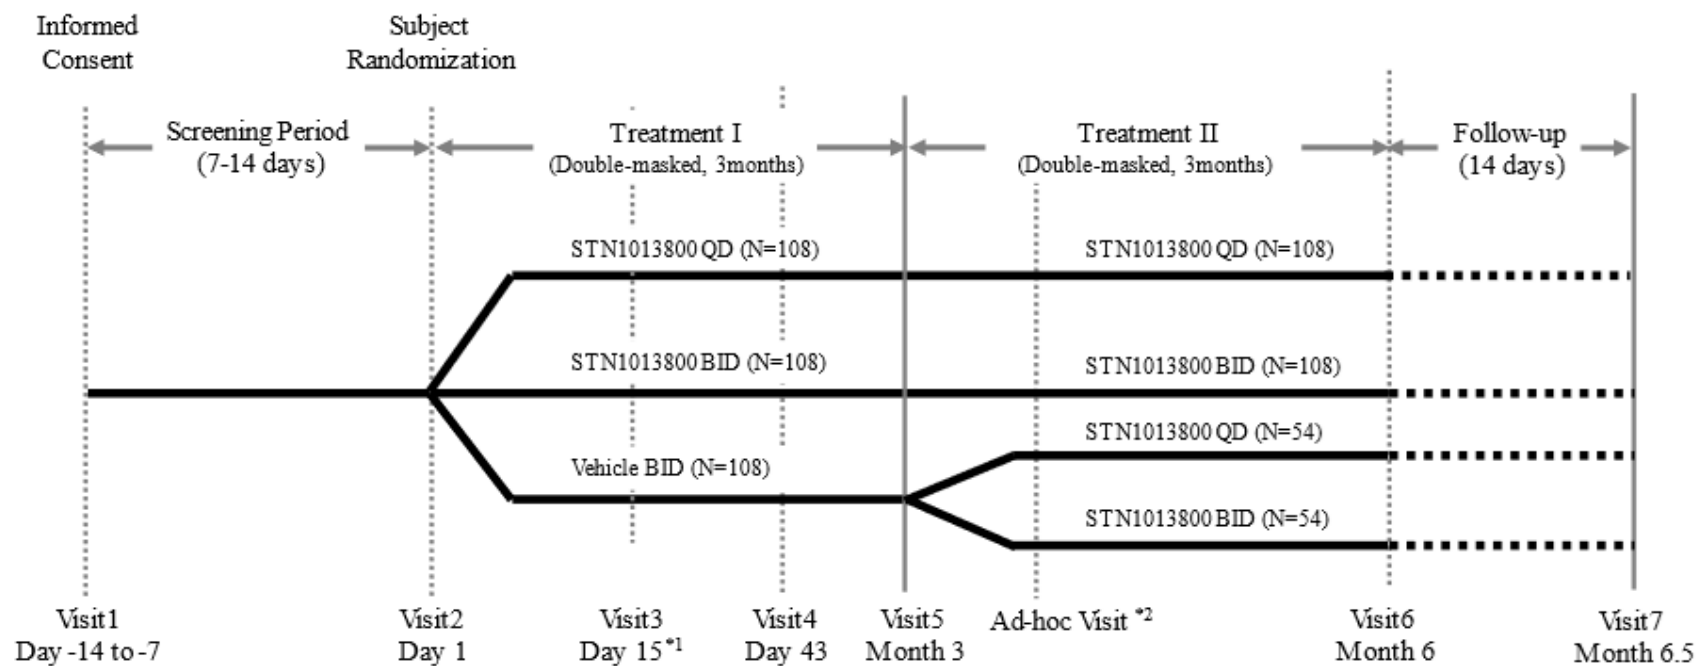 Informed
Consent
Subject
Randomization
Screening Period
(7-14 days)
Treatment I
(Double-masked, 3months)
Treatment II
(Double-masked, 3months)
Follow-up
(14 days)
STN1013800 QD (N=108)
STN1013800 QD (N=108)
STN1013800 BID (N=108)
STN1013800 BID (N=108)
STN1013800 QD (N=54)
Vehicle BID (N=108)
STN1013800 BID (N=54)
Visit1
Day -14 to -7
Visit2
Day 1
Visit3
Day 15*1
Visit4
Day 43
Visit5
Month 3
Ad-hoc Visit *2
Visit6
Month 6
Visit7
Month 6.5